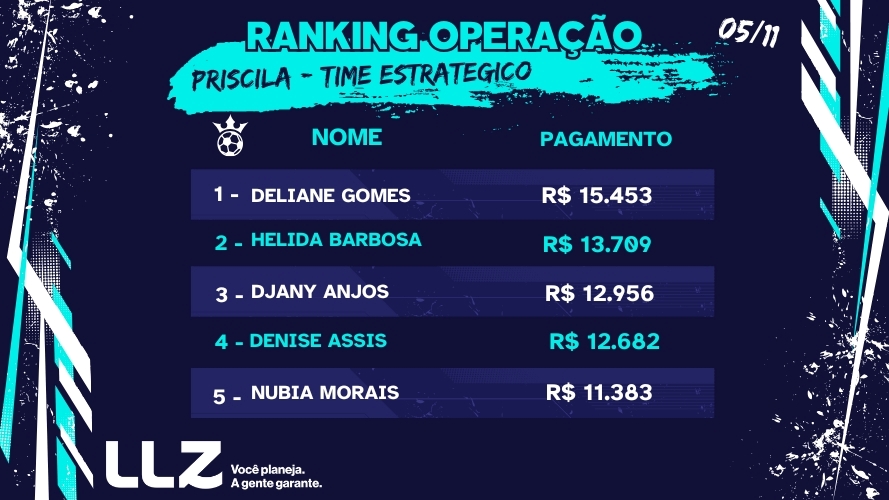 RANKING OPERAÇÃO
05/11
PRISCILA - TIME ESTRATEGICO
NOME PAGAMENTO
1 - DELIANE GOMES R$ 15.453
2 - HELIDA BARBOSA R$ 13.709
3 - DJANY ANJOS R$ 12.956
4 - DENISE ASSIS R$ 12.682
5 - NUBIA MORAIS R$ 11.383
LLZ
Você planeja.
A gente garante.